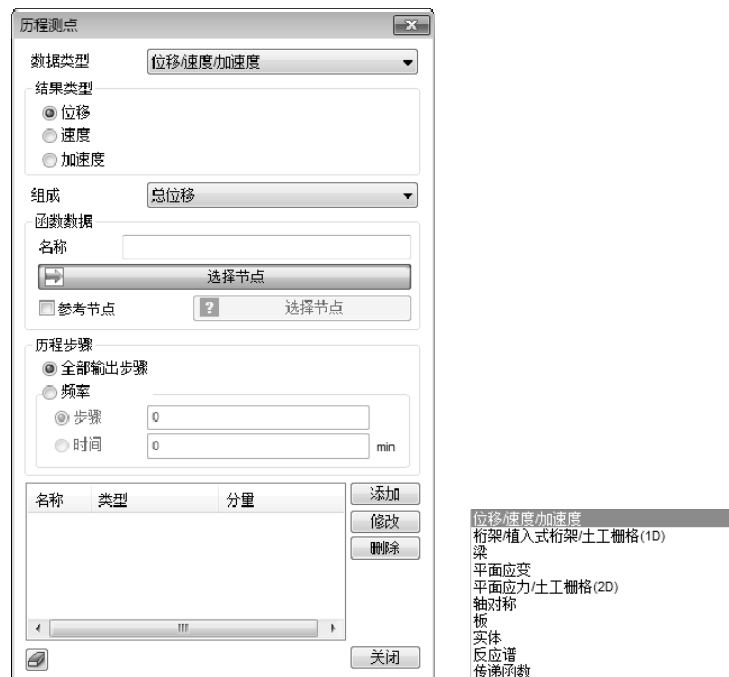 历程测点
数据类型 位移/速度/加速度
结果类型
位移
速度
加速度
组成 总位移
函数数据
名称
选择节点
参考节点 ? 选择节点
历程步骤
全部输出步骤
频率
步骤 0
时间 0 min
名称 类型 分量
添加
修改
删除
关闭
位移/速度/加速度
桁架/植入式桁架/土工栅格(1D)
梁
平面应变
平面应力/土工栅格(2D)
轴对称
板
实体
反应谱
传递函数